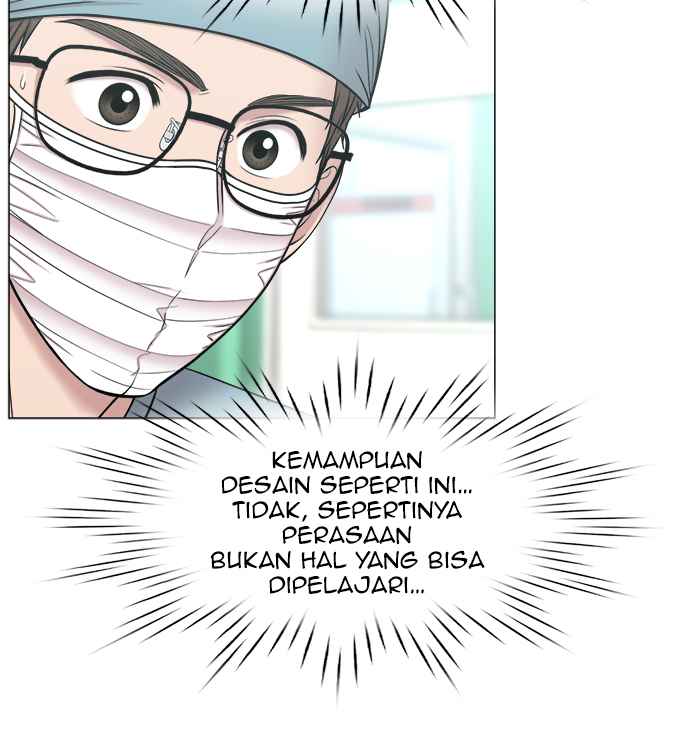 KEMAMPUAN
DESAIN SEPERTI INI...
TIDAK, SEPERTINYA
PERASAAN
BUKAN HAL YANG BISA
DIPELAJARI...